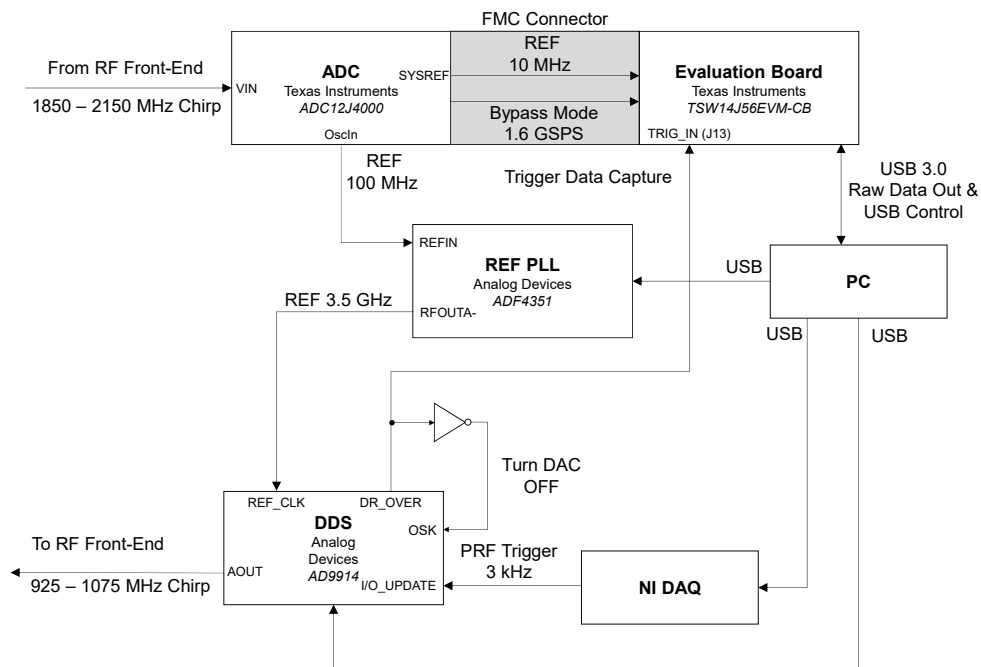 FMC Connector
From RF Front-End
1850 – 2150 MHz Chirp
VIN
ADC
Texas Instruments
ADC12J4000
SYSREF
OscIn
REF
10 MHz
Bypass Mode
1.6 GSPS
Evaluation Board
Texas Instruments
TSW14J56EVM-CB
TRIG_IN (J13)
REF
100 MHz
Trigger Data Capture
USB 3.0
Raw Data Out &
USB Control
REFIN
REF PLL
Analog Devices
ADF4351
RFOUTA-
USB
PC
REF 3.5 GHz
USB
USB
Turn DAC
OFF
REF_CLK
DR_OVER
DDS
Analog
Devices
AD9914
OSK
AOUT
I/O_UPDATE
To RF Front-End
925 – 1075 MHz Chirp
PRF Trigger
3 kHz
NI DAQ